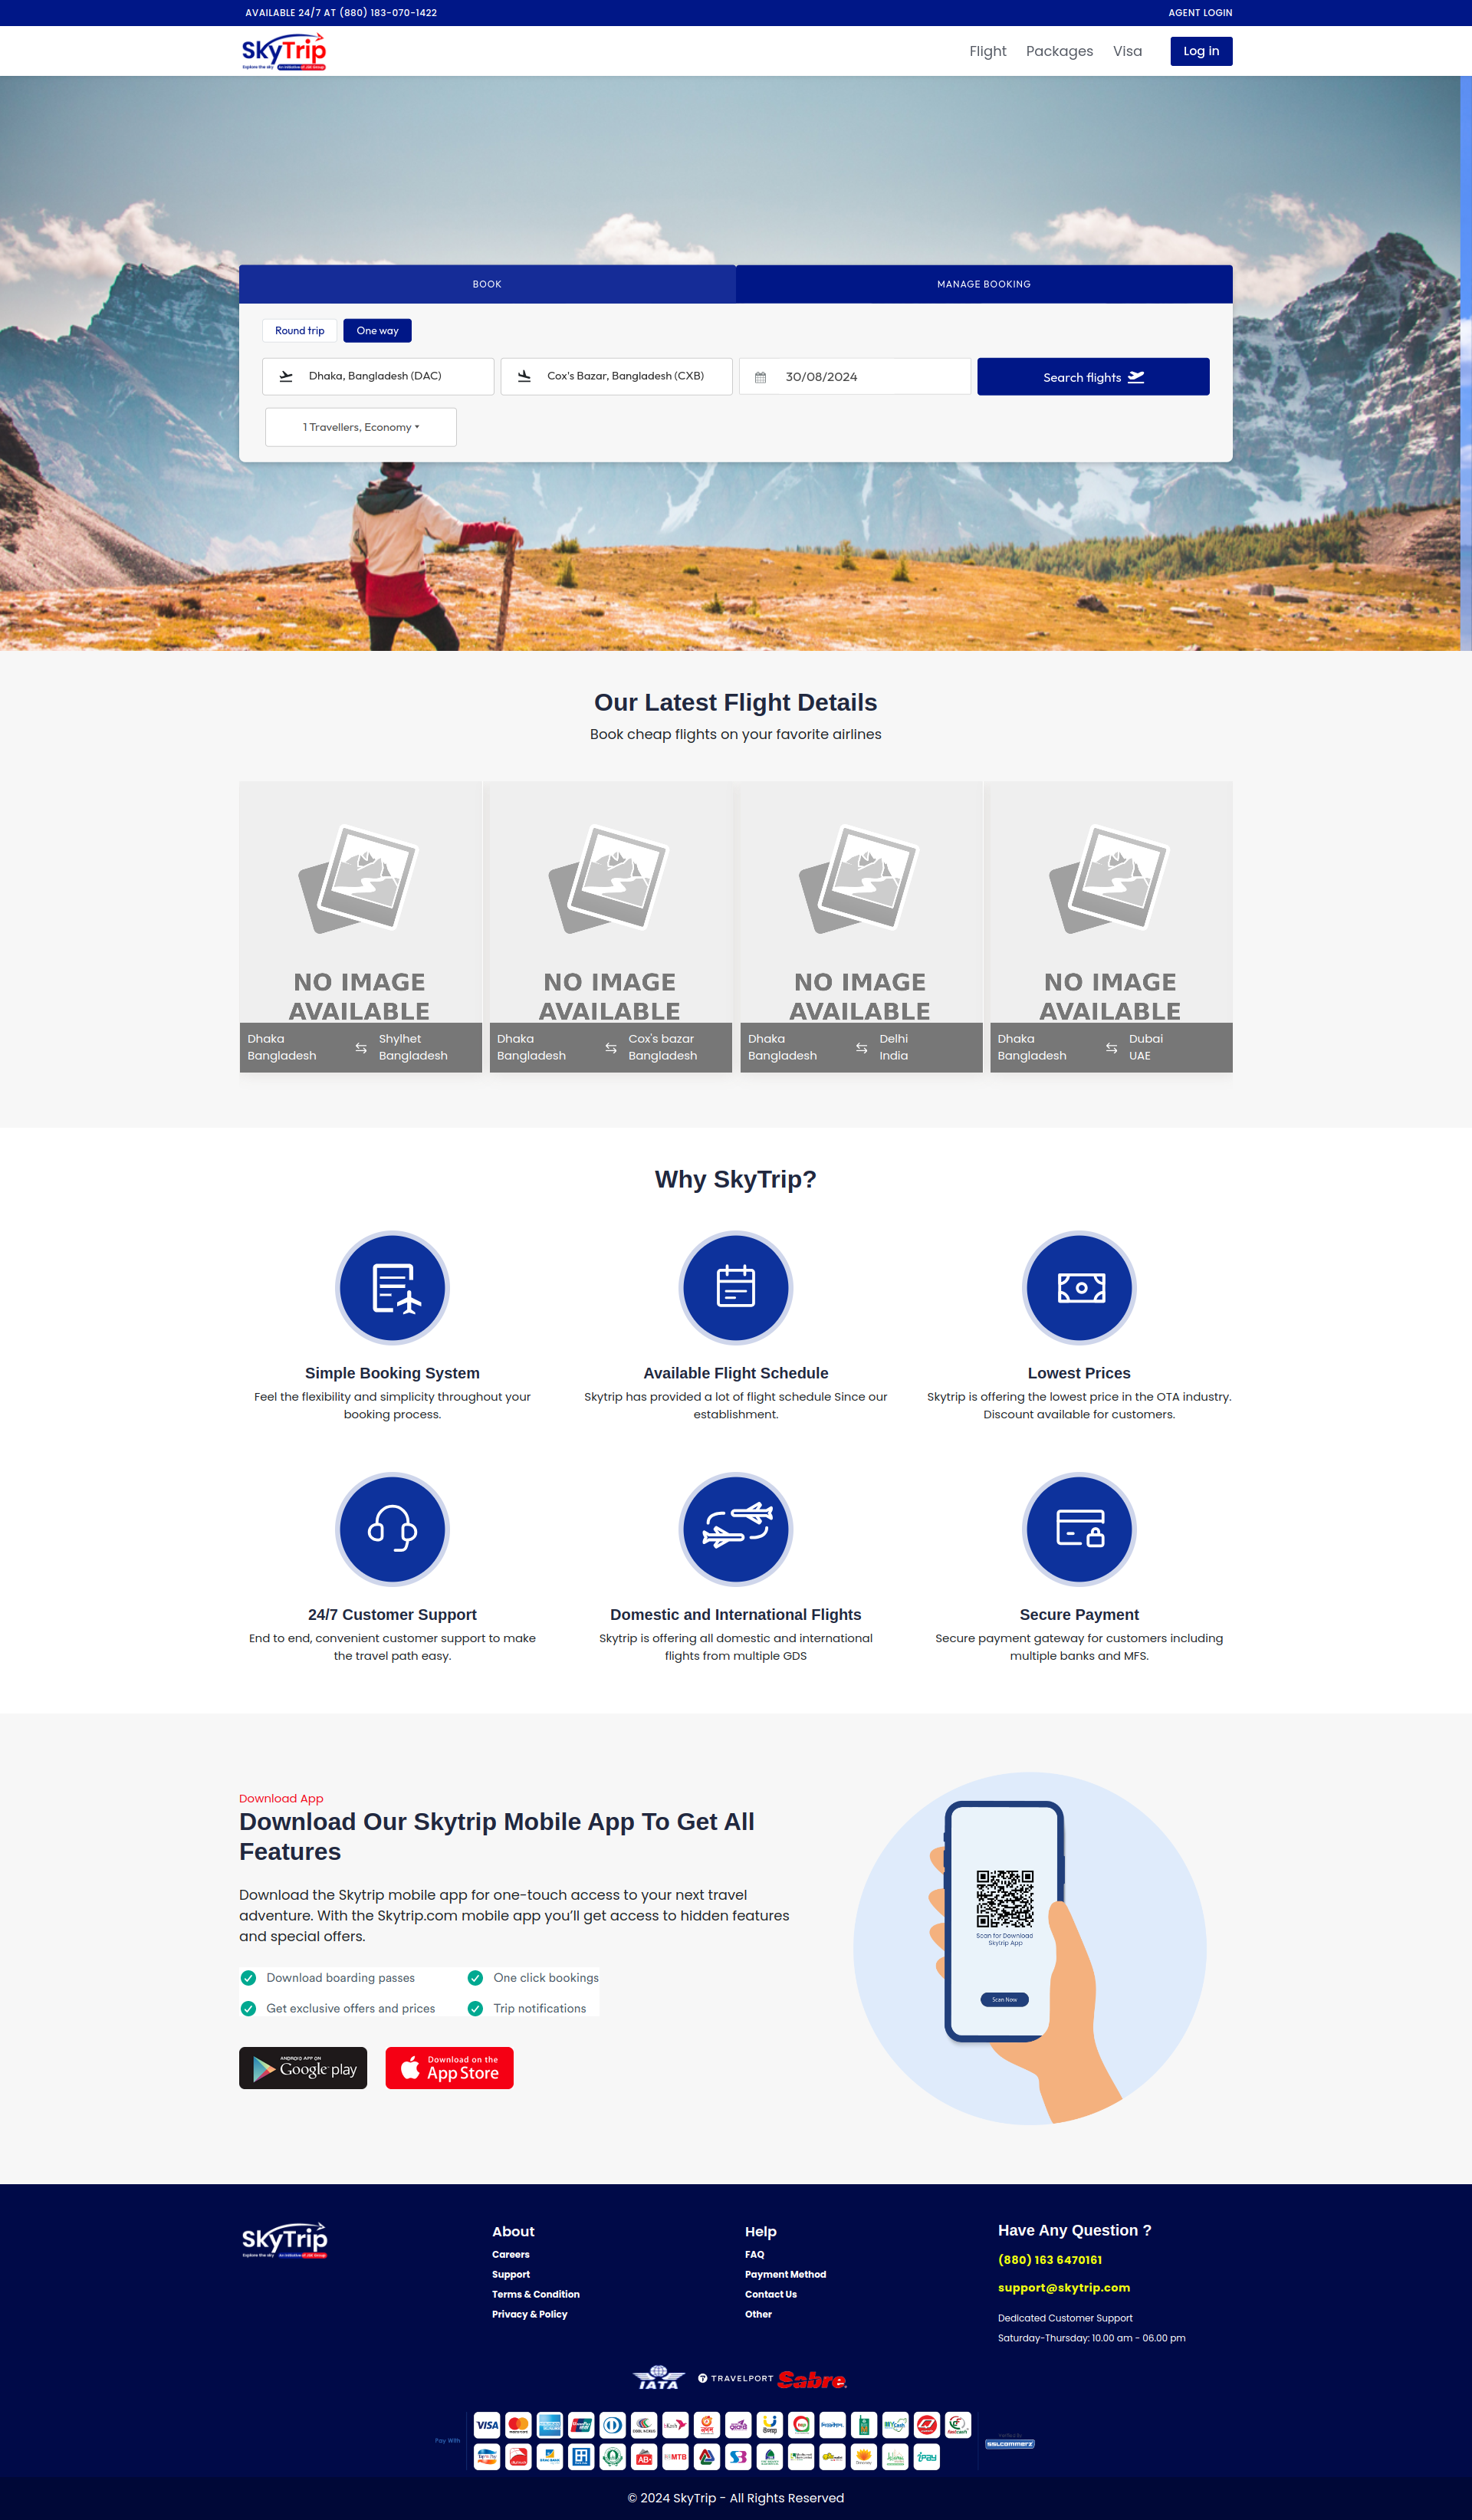 AVAILABLE 24/7 AT (880) 183-070-1422
AGENT LOGIN
SkyTrip
Explore the sky
Flight
Packages
Visa
Log in
BOOK
MANAGE BOOKING
Round trip
One way
Dhaka, Bangladesh (DAC)
Cox's Bazar, Bangladesh (CXB)
30/08/2024
Search flights
1 Travellers, Economy
Our Latest Flight Details
Book cheap flights on your favorite airlines
NO IMAGE
AVAILABLE
Dhaka
Bangladesh
Shylhet
Bangladesh
NO IMAGE
AVAILABLE
Dhaka
Bangladesh
Cox's bazar
Bangladesh
NO IMAGE
AVAILABLE
Dhaka
Bangladesh
Delhi
India
NO IMAGE
AVAILABLE
Dhaka
Bangladesh
Dubai
UAE
Why SkyTrip?
Simple Booking System
Feel the flexibility and simplicity throughout your
booking process.
Available Flight Schedule
Skytrip has provided a lot of flight schedule Since our
establishment.
Lowest Prices
Skytrip is offering the lowest price in the OTA industry.
Discount available for customers.
24/7 Customer Support
End to end, convenient customer support to make
the travel path easy.
Domestic and International Flights
Skytrip is offering all domestic and international
flights from multiple GDS
Secure Payment
Secure payment gateway for customers including
multiple banks and MFS.
Download App
Download Our Skytrip Mobile App To Get All
Features
Download the Skytrip mobile app for one-touch access to your next travel
adventure. With the Skytrip.com mobile app you’ll get access to hidden features
and special offers.
Download boarding passes
One click bookings
Get exclusive offers and prices
Trip notifications
ANDROID APP ON
Google play
Download on the
App Store
Scan for Download
Skytrip App
Scan Now
SkyTrip
Explore the sky
About
Careers
Support
Terms & Condition
Privacy & Policy
Help
FAQ
Payment Method
Contact Us
Other
Have Any Question ?
(880) 163 6470161
support@skytrip.com
Dedicated Customer Support
Saturday-Thursday: 10.00 am - 06.00 pm
IATA
TRAVELPORT
Sabre
Pay With
VISA
MTB
SSLCOMMERZ
© 2024 SkyTrip - All Rights Reserved